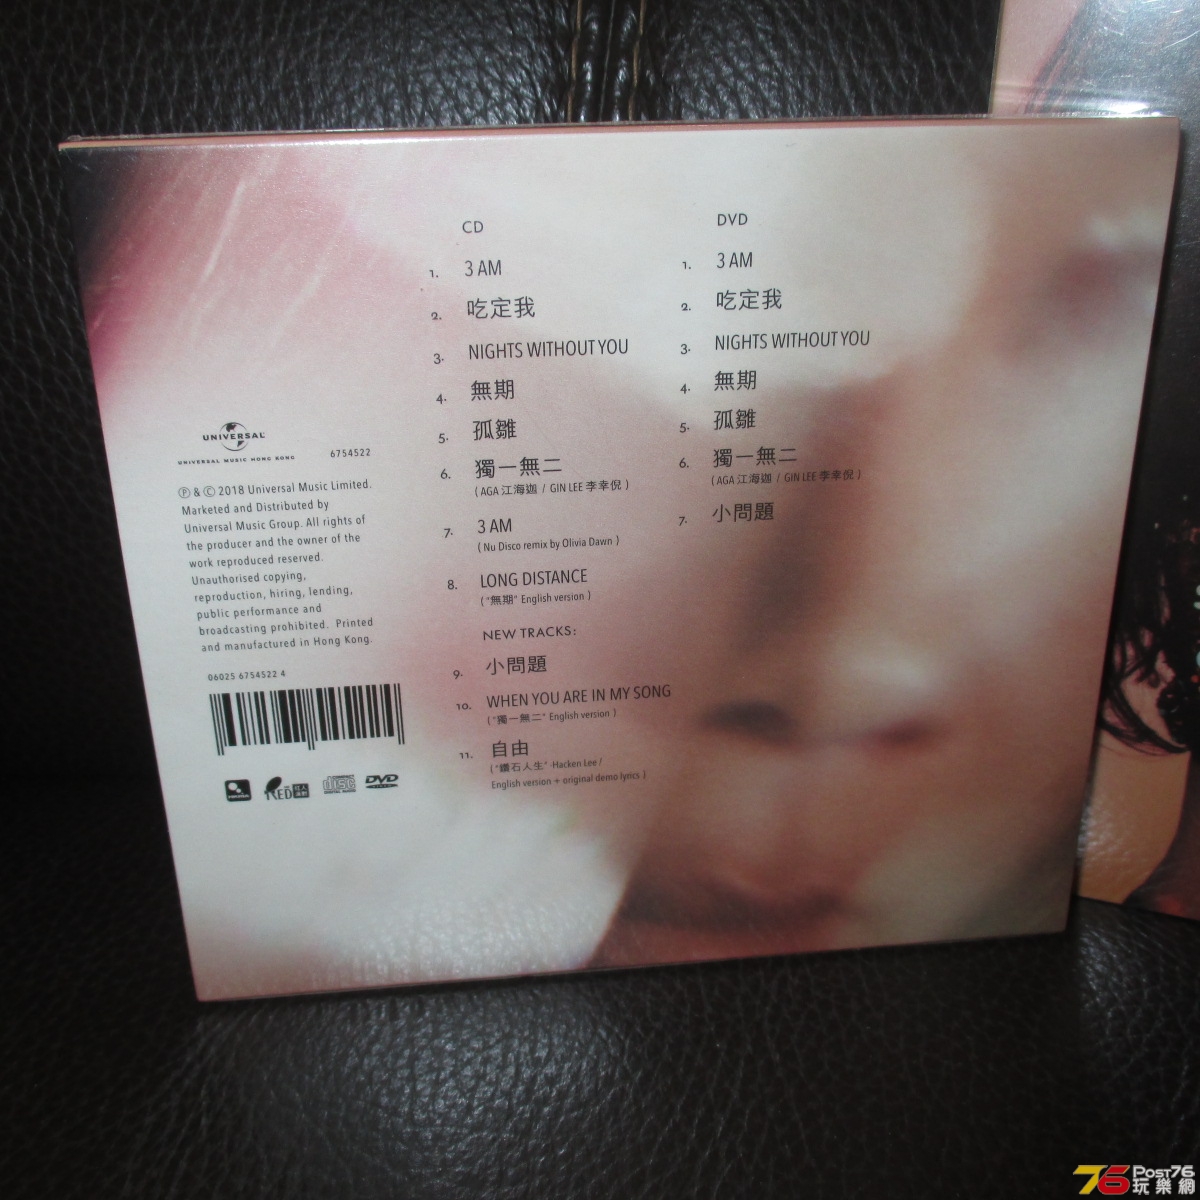 UNIVERSAL
UNIVERSAL MUSIC HONG KONG
6754522
Ⓟ & Ⓒ 2018 Universal Music Limited.
Marketed and Distributed by
Universal Music Group. All rights of
the producer and the owner of the
work reproduced reserved.
Unauthorised copying,
reproduction, hiring, lending,
public performance and
broadcasting prohibited. Printed
and manufactured in Hong Kong.
06025 6754522 4
RED
disc
DVD
CD
1. 3 AM
2. 吃定我
3. NIGHTS WITHOUT YOU
4. 無期
5. 孤雛
6. 獨一無二
( AGA 江海迦 / GIN LEE 李幸倪 )
7. 3 AM
( Nu Disco remix by Olivia Dawn )
8. LONG DISTANCE
( "無期" English version )
NEW TRACKS:
9. 小問題
10. WHEN YOU ARE IN MY SONG
( "獨一無二" English version )
11. 自由
( "鑽石人生" -Hacken Lee /
English version + original demo lyrics )
DVD
1. 3 AM
2. 吃定我
3. NIGHTS WITHOUT YOU
4. 無期
5. 孤雛
6. 獨一無二
( AGA 江海迦 / GIN LEE 李幸倪 )
7. 小問題
76 Post76
玩樂網